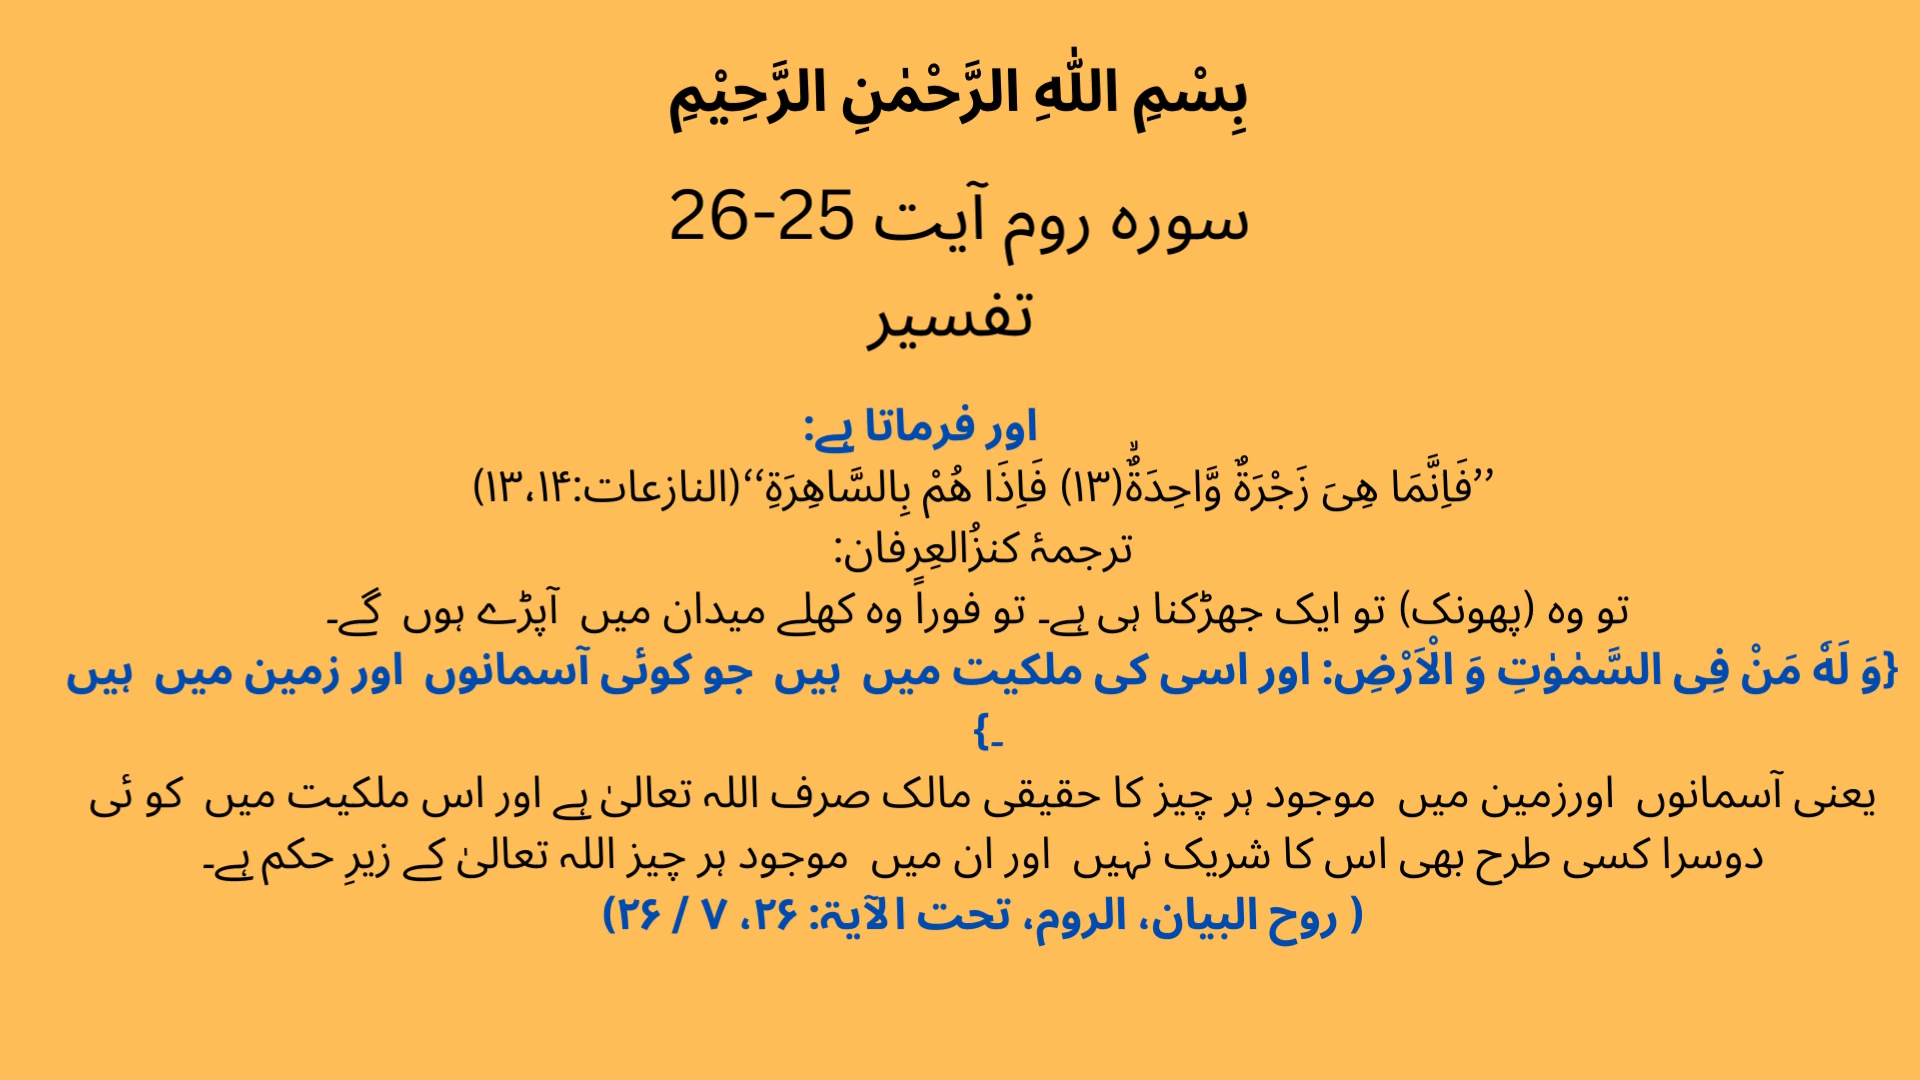 بِسْمِ اللّٰهِ الرَّحْمٰنِ الرَّحِیْمِ
سورہ روم آیت 25-26
تفسیر
اور فرماتا ہے:
’’فَاِنَّمَا هِیَ زَجْرَةٌ وَّاحِدَةٌۙ(۱۳) فَاِذَا هُمْ بِالسَّاهِرَةِ‘‘(النازعات:۱۳،۱۴)
ترجمۂ کنزُالعِرفان:
تو وہ (پھونک) تو ایک جھڑکنا ہی ہے۔ تو فوراً وہ کھلے میدان میں آپڑے ہوں گے۔
{وَ لَهٗ مَنْ فِی السَّمٰوٰتِ وَ الْاَرْضِ: اور اسی کی ملکیت میں ہیں جو کوئی آسمانوں اور زمین میں ہیں
۔}
یعنی آسمانوں اورزمین میں موجود ہر چیز کا حقیقی مالک صرف اللہ تعالیٰ ہے اور اس ملکیت میں کو ئی
دوسرا کسی طرح بھی اس کا شریک نہیں اور ان میں موجود ہر چیز اللہ تعالیٰ کے زیرِ حکم ہے۔
( روح البیان، الروم، تحت الآیۃ: ۲۶، ۷ / ۲۶)